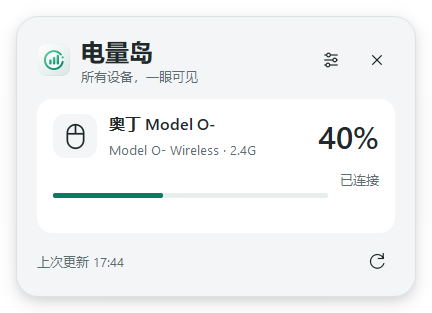 电量岛
所有设备，一眼可见
奥丁 Model O-
Model O- Wireless · 2.4G
40%
已连接
上次更新 17:44